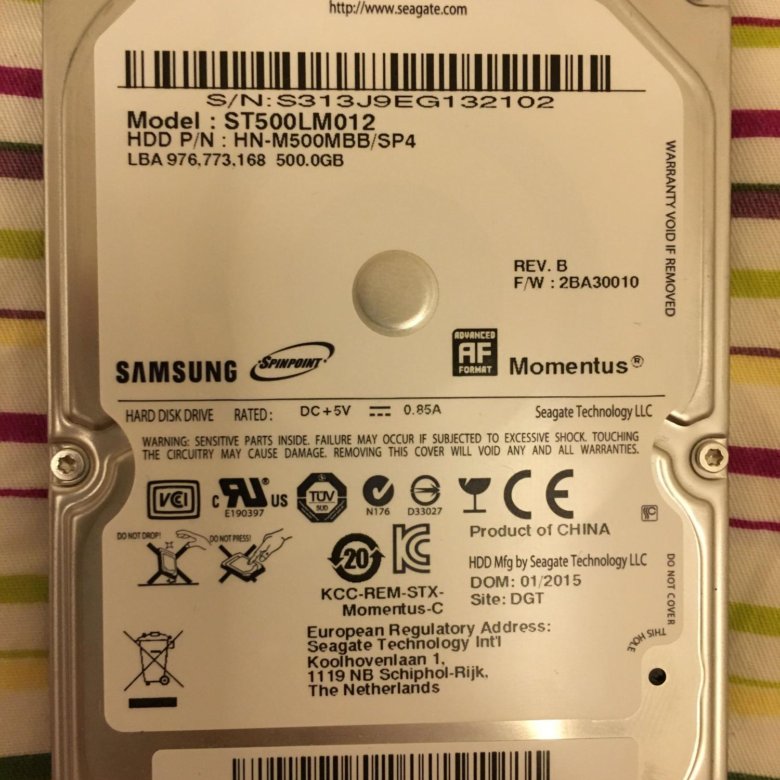 http://www.seagate.com
S/N:S313J9EG132102
Model : ST500LM012
HDD P/N : HN-M500MBB/SP4
LBA 976,773,168 500.0GB
WARRANTY VOID IF REMOVED
REV. B
F/W : 2BA30010
SAMSUNG SPINPOINT
ADVANCED
AF
FORMAT
Momentus®
HARD DISK DRIVE RATED: DC+5V 0.85A Seagate Technology LLC
WARNING: SENSITIVE PARTS INSIDE. FAILURE MAY OCCUR IF SUBJECTED TO EXCESSIVE SHOCK. TOUCHING
THE CIRCUITRY MAY CAUSE DAMAGE. REMOVING THIS COVER WILL VOID ANY AND ALL WARRANTIES.
VCI
c UR ® US
E190397
TÜV
SUD
N176
D33027
CE
Product of CHINA
DO NOT DROP!
DO NOT PRESS!
20
KC
HDD Mfg by Seagate Technology LLC
DOM: 01/2015
Site: DGT
KCC-REM-STX-
Momentus-C
DO NOT COVER
THIS HOLE
European Regulatory Address:
Seagate Technology Int'l
Koolhovenlaan 1,
1119 NB Schiphol-Rijk,
The Netherlands